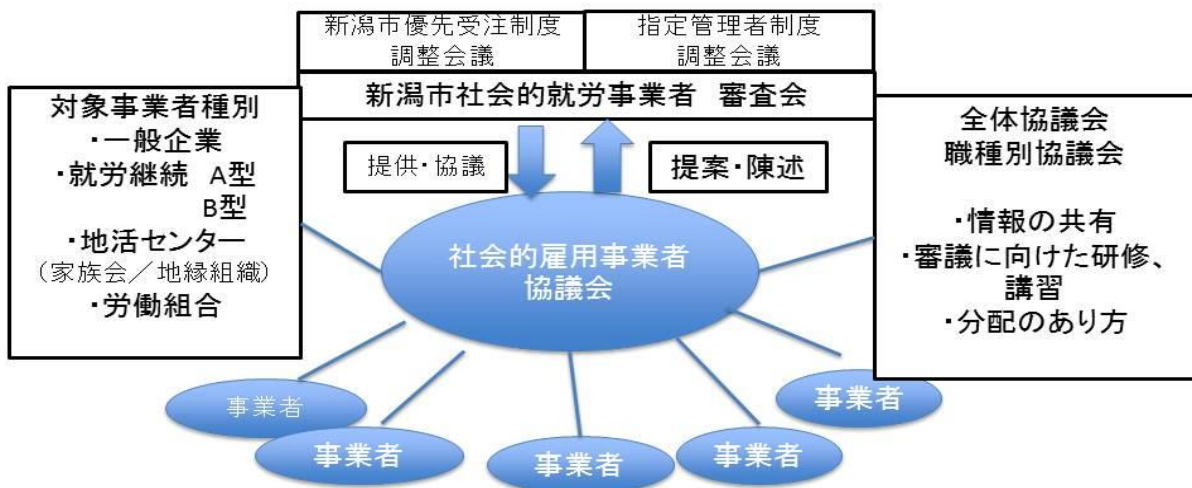 新潟市優先受注制度
調整会議
指定管理者制度
調整会議
新潟市社会的就労事業者 審査会
対象事業者種別
・一般企業
・就労継続 A型
B型
・地活センター
（家族会／地縁組織）
・労働組合
提供・協議
提案・陳述
全体協議会
職種別協議会
・情報の共有
・審議に向けた研修、
講習
・分配のあり方
社会的雇用事業者
協議会
事業者
事業者
事業者
事業者
事業者